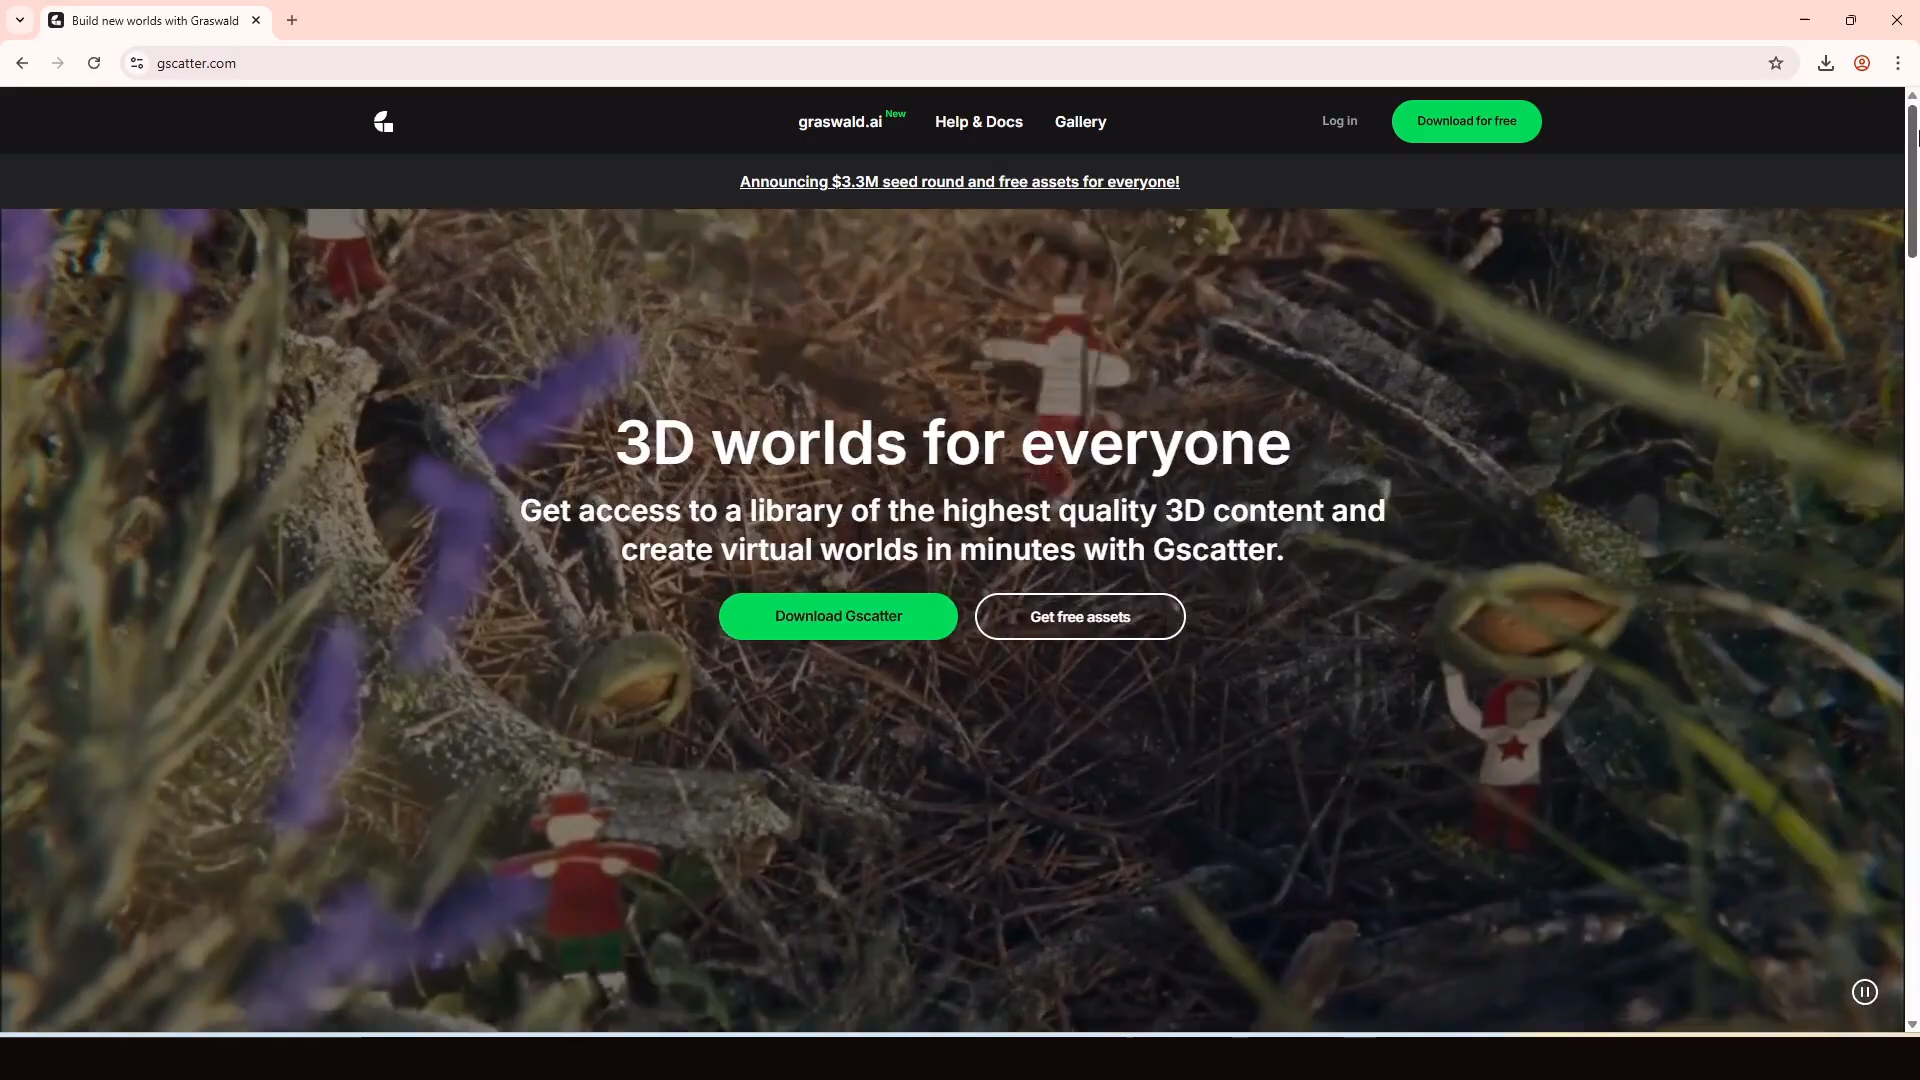 Build new worlds with Graswald
gscatter.com
graswald.ai New
Help & Docs
Gallery
Log in
Download for free
Announcing $3.3M seed round and free assets for everyone!
3D worlds for everyone
Get access to a library of the highest quality 3D content and
create virtual worlds in minutes with Gscatter.
Download Gscatter
Get free assets